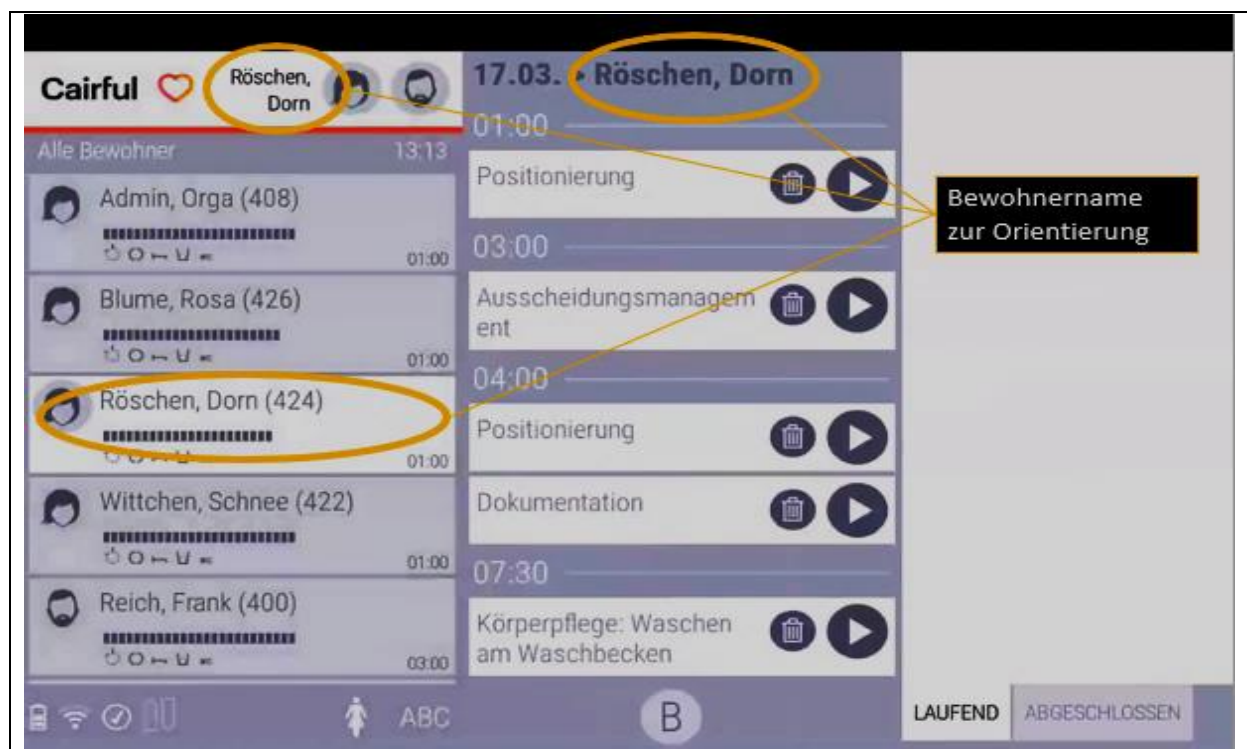 Cairful
Röschen,
Dorn
Alle Bewohner 13:13
Admin, Orga (408)
01:00
Blume, Rosa (426)
01:00
Röschen, Dorn (424)
01:00
Wittchen, Schnee (422)
01:00
Reich, Frank (400)
03:00
ABC
17.03. • Röschen, Dorn
01:00
Positionierung
03:00
Ausscheidungsmanagem
ent
04:00
Positionierung
Dokumentation
07:30
Körperpflege: Waschen
am Waschbecken
B
Bewohnername
zur Orientierung
LAUFEND ABGESCHLOSSEN